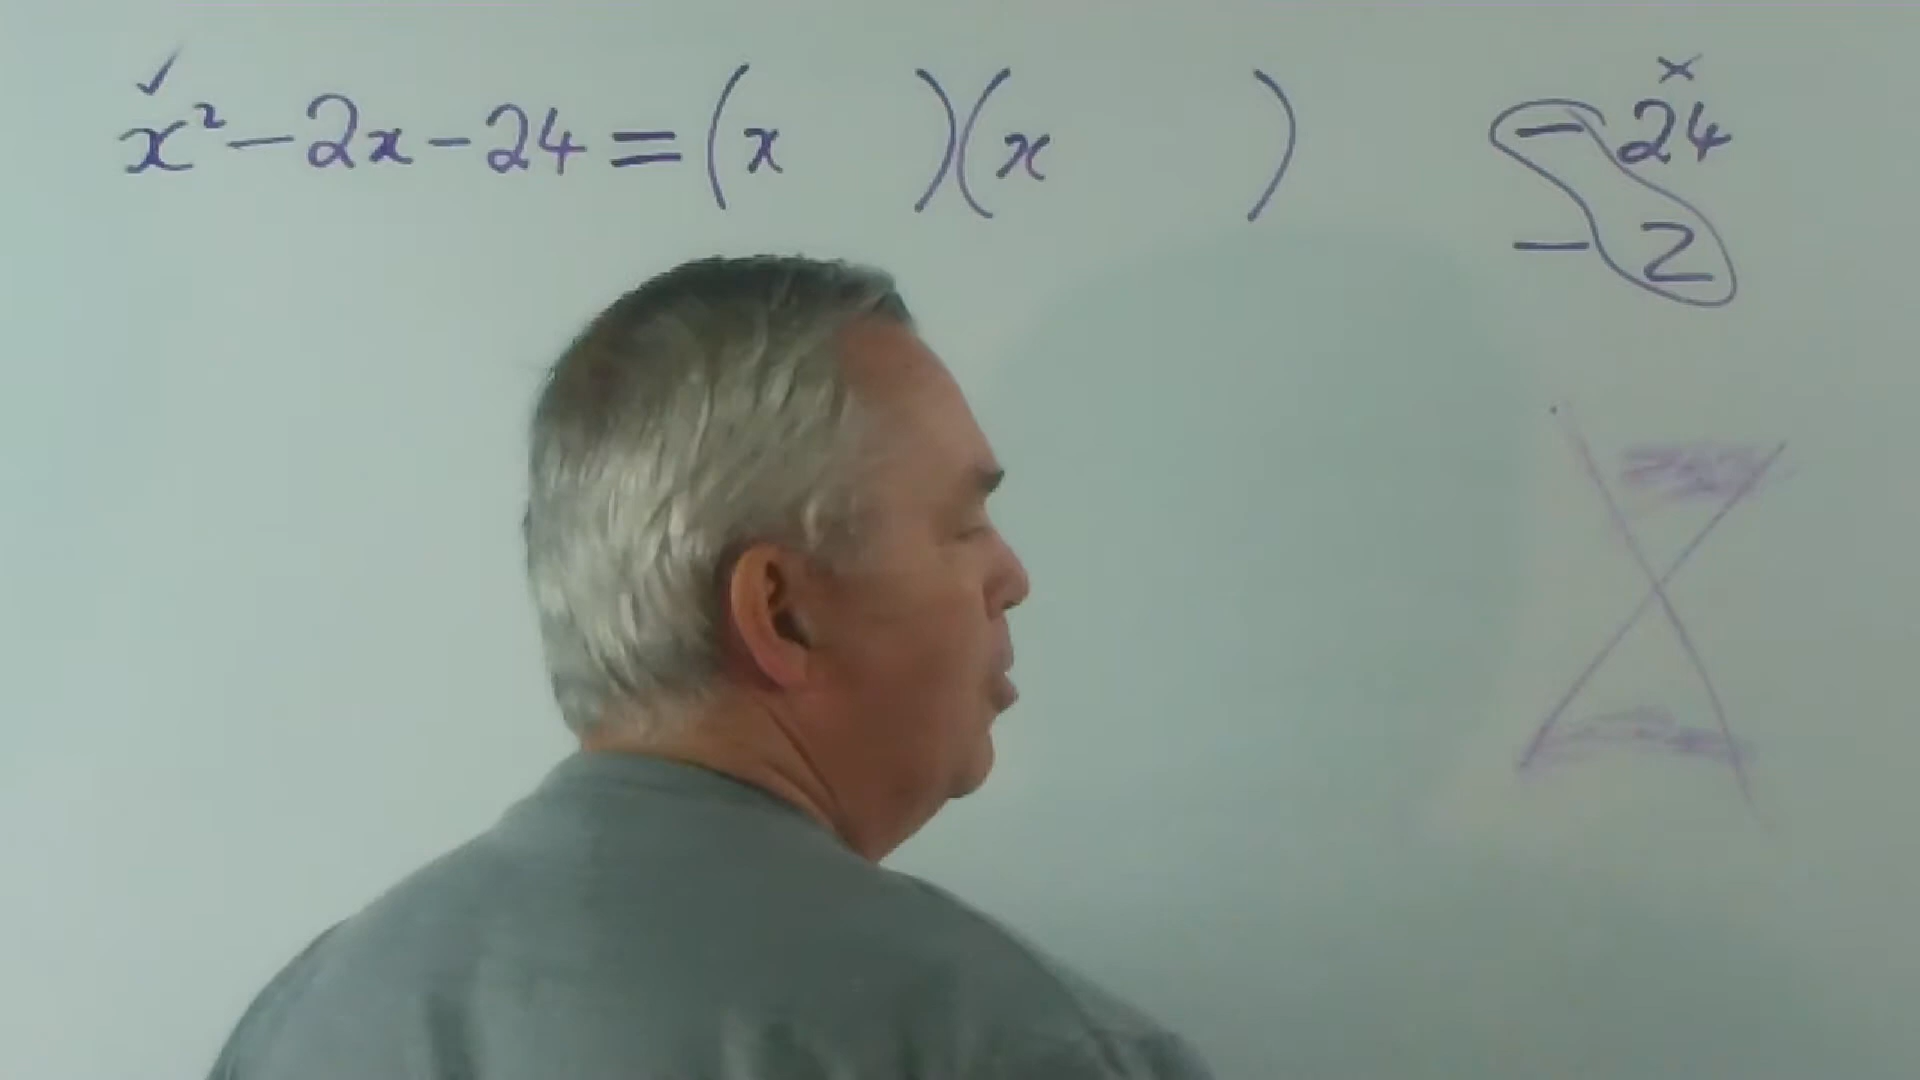 x² - 2x - 24 = (x   )(x   )
×
- 24
- 2